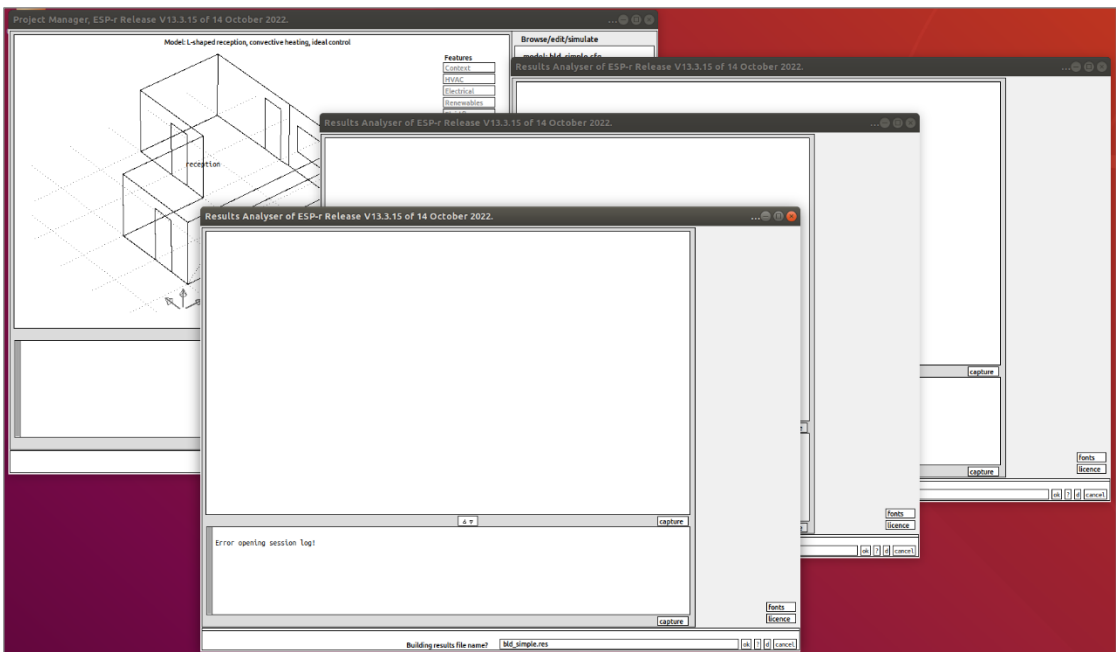 Project Manager, ESP-r Release V13.3.15 of 14 October 2022.
Model: L-shaped reception, convective heating, ideal control
Features
Context
HVAC
Electrical
Renewables
reception
Browse/edit/simulate
model: bld_simple.cfg
Results Analyser of ESP-r Release V13.3.15 of 14 October 2022.
capture
capture
fonts
licence
ok ? d cancel
Results Analyser of ESP-r Release V13.3.15 of 14 October 2022.
fonts
licence
ok ? d cancel
Results Analyser of ESP-r Release V13.3.15 of 14 October 2022.
capture
Error opening session log!
capture
fonts
licence
Building results file name? bld_simple.res ok ? d cancel